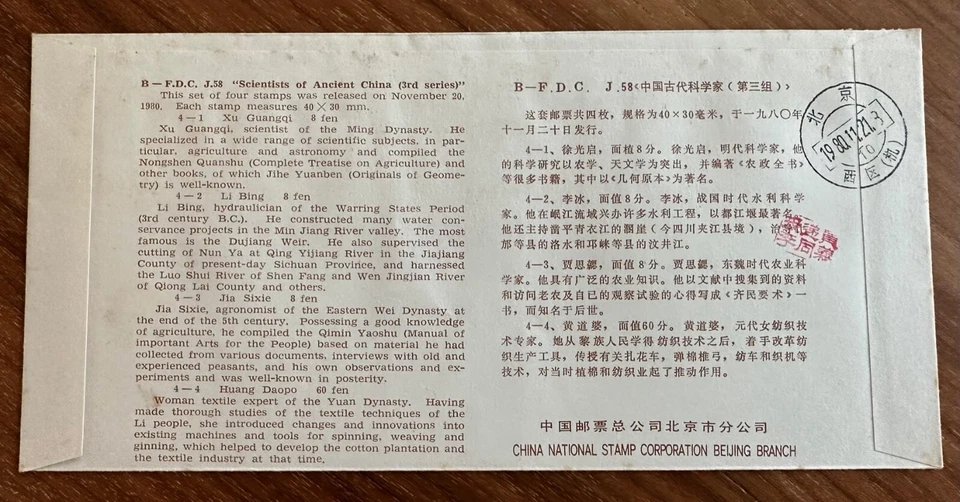 B — F.D.C. J.58 "Scientists of Ancient China (3rd series)"
This set of four stamps was released on November 20,
1980. Each stamp measures 40 × 30 mm.
4 — 1 Xu Guangqi 8 fen
Xu Guangqi, scientist of the Ming Dynasty. He
specialized in a wide range of scientific subjects, in par-
ticular, agriculture and astronomy and compiled the
Nongshen Quanshu (Complete Treatise on Agriculture) and
other books, of which Jihe Yuanben (Originals of Geome-
try) is well-known.
4 — 2 Li Bing 8 fen
Li Bing, hydraulician of the Warring States Period
(3rd century B.C.). He constructed many water con-
servance projects in the Min Jiang River valley. The most
famous is the Dujiang Weir. He also supervised the
cutting of Nun Ya at Qing Yijiang River in the Jiajiang
County of present-day Sichuan Province, and harnessed
the Luo Shui River of Shen Fang and Wen Jingjian River
of Qiong Lai County and others.
4 — 3 Jia Sixie 8 fen
Jia Sixie, agronomist of the Eastern Wei Dynasty at
the end of the 5th century. Possessing a good knowledge
of agriculture, he compiled the Qimin Yaoshu (Manual of
important Arts for the People) based on material he had
collected from various documents, interviews with old and
experienced peasants, and his own observations and ex-
periments and was well-known in posterity.
4 — 4 Huang Daopo 60 fen
Woman textile expert of the Yuan Dynasty. Having
made thorough studies of the textile techniques of the
Li people, she introduced changes and innovations into
existing machines and tools for spinning, weaving and
ginning, which helped to develop the cotton plantation and
the textile industry at that time.
B—F.D.C. J.58《中国古代科学家（第三组）》
这套邮票共四枚，规格为40×30毫米，于一九八〇年
十一月二十日发行。
4—1、徐光启，面植8分。徐光启，明代科学家，他
的科学研究以农学、天文学为突出，并编著《农政全书》
等很多书籍，其中以《几何原本》为著名。
4—2、李冰，面值8分。李冰，战国时代水利科学
家。他在岷江流域兴办许多水利工程，以都江堰最著名，
他还主持凿平青衣江的溷崖（今四川夹江县境），治导什
邡等县的洛水和邛崃等县的汶井江。
4—3、贾思勰，面值8分。贾思勰，东魏时代农业科
学家。他具有广泛的农业知识。他以文献中搜集到的资料
和访问老农及自己的观察试验的心得写成《齐民要术》一
书，而知名于后世。
4—4、黄道婆，面值60分。黄道婆，元代女纺织技
术专家。她从黎族人民学得纺织技术之后，着手改革纺
织生产工具，传授有关扎花车，弹棉椎弓，纺车和织机等
技术，对当时植棉和纺织业起了推动作用。
中国邮票总公司北京市分公司
CHINA NATIONAL STAMP CORPORATION BEIJING BRANCH
北京
1980.11.21.3